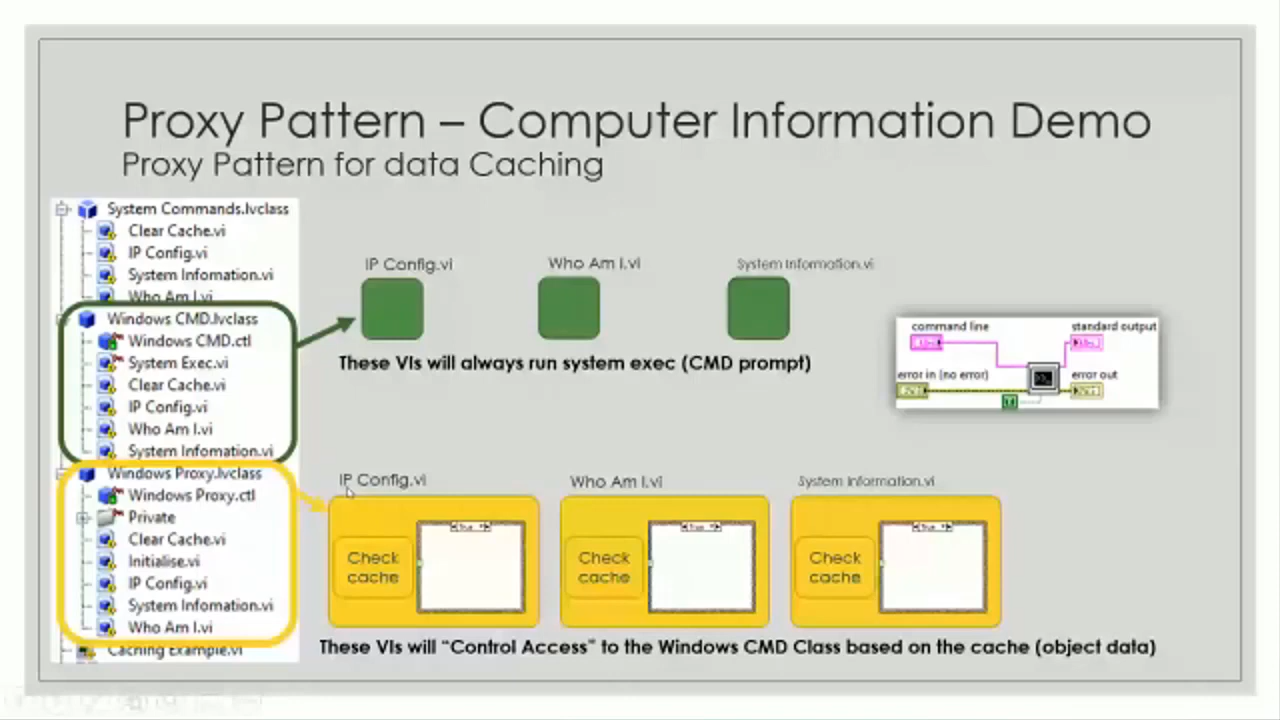 Proxy Pattern – Computer Information Demo
Proxy Pattern for data Caching
System Commands.lvclass
Clear Cache.vi
IP Config.vi
System Infomation.vi
Who Am I.vi
Windows CMD.lvclass
Windows CMD.ctl
System Exec.vi
Clear Cache.vi
IP Config.vi
Who Am I.vi
System Infomation.vi
Windows Proxy.lvclass
Windows Proxy.ctl
Private
Clear Cache.vi
Initialise.vi
IP Config.vi
System Infomation.vi
Who Am I.vi
Caching Example.vi
IP Config.vi
Who Am I.vi
System Information.vi
These VIs will always run system exec (CMD prompt)
command line
standard output
error in (no error)
error out
T
IP Config.vi
Who Am I.vi
System Information.vi
Check
cache
True
Check
cache
True
Check
cache
True
These VIs will “Control Access” to the Windows CMD Class based on the cache (object data)